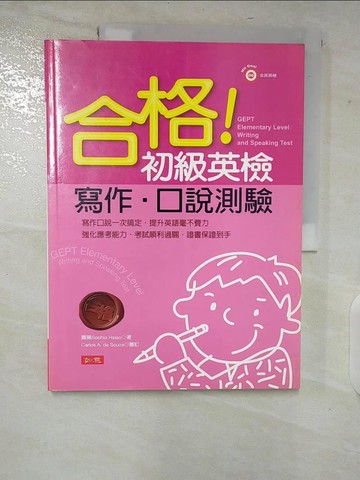 合格!
GEPT
Elementary Level
Writing
and Speaking Test
初級英檢
寫作・口說測驗
寫作口說一次搞定，提升英語毫不費力
強化應考能力，考試順利過關，證書保證到手
GEPT Elementary Level
Writing and Speaking Test